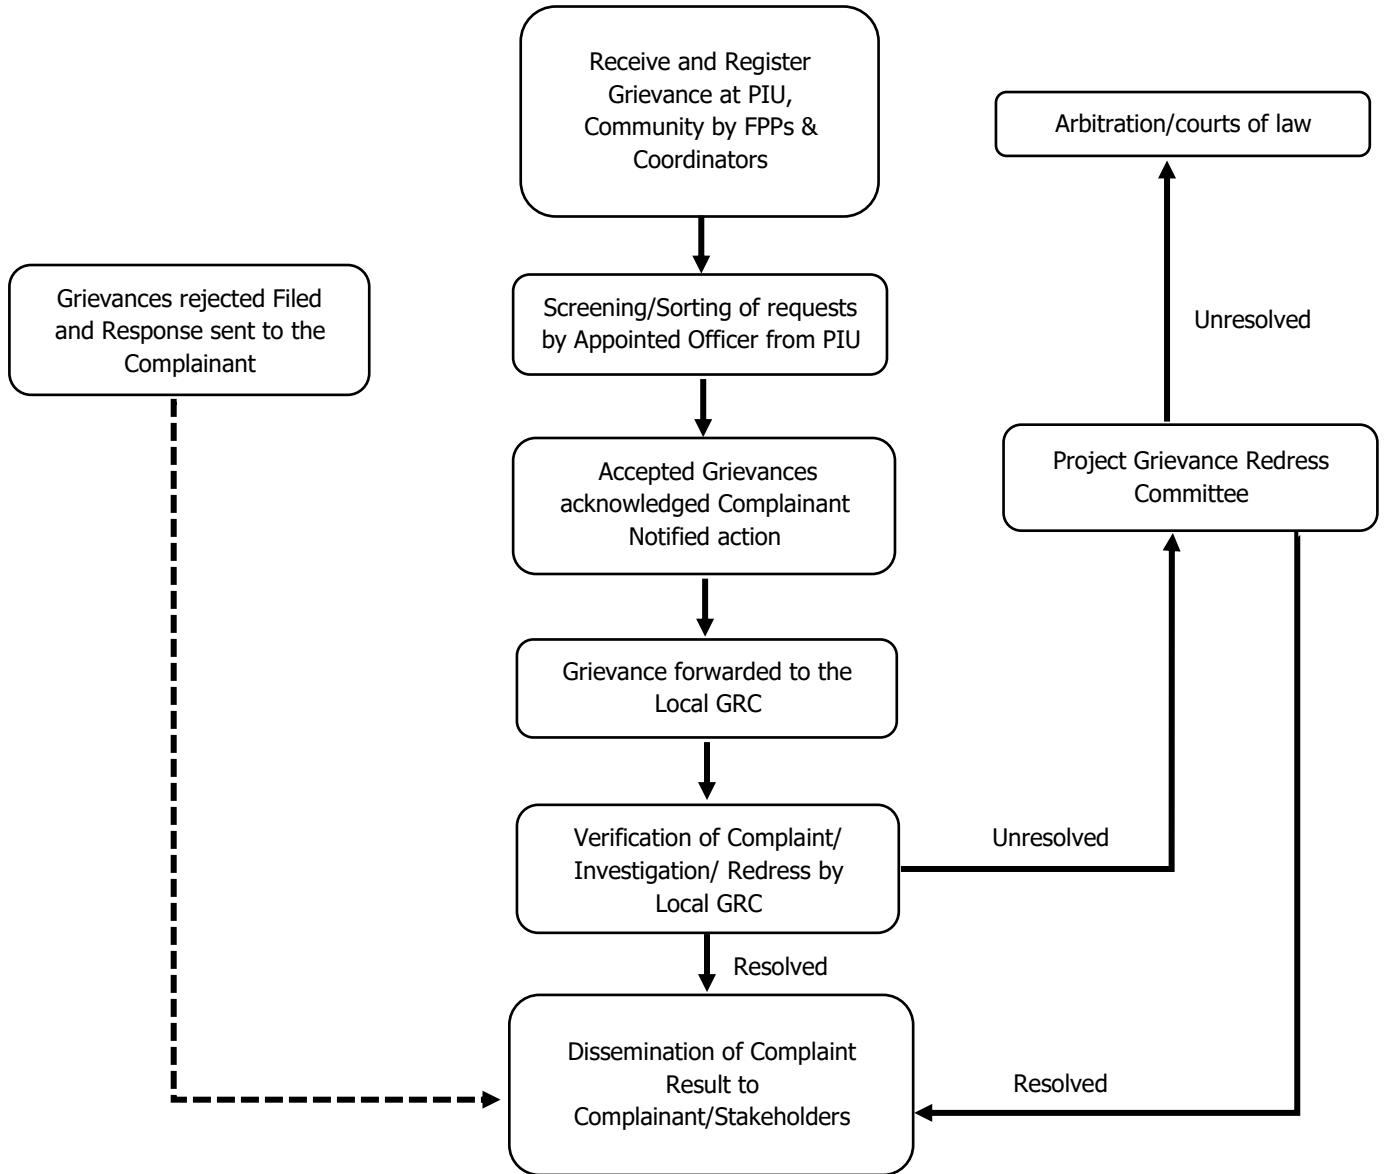 Receive and Register
Grievance at PIU,
Community by FPPs &
Coordinators
Arbitration/courts of law
Grievances rejected Filed
and Response sent to the
Complainant
Screening/Sorting of requests
by Appointed Officer from PIU
Unresolved
Accepted Grievances
acknowledged Complainant
Notified action
Project Grievance Redress
Committee
Grievance forwarded to the
Local GRC
Verification of Complaint/
Investigation/ Redress by
Local GRC
Unresolved
Resolved
Dissemination of Complaint
Result to
Complainant/Stakeholders
Resolved